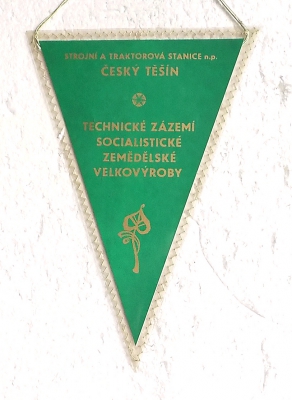 STROJNÍ A TRAKTOROVÁ STANICE n.p.
ČESKÝ TĚŠÍN
TECHNICKÉ ZÁZEMÍ
SOCIALISTICKÉ
ZEMĚDĚLSKÉ
VELKOVÝROBY